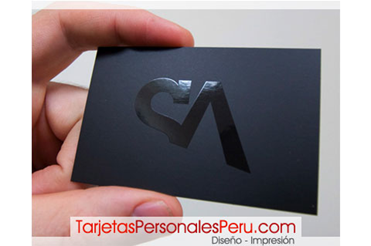 TarjetasPersonalesPeru.com
Diseño - Impresión